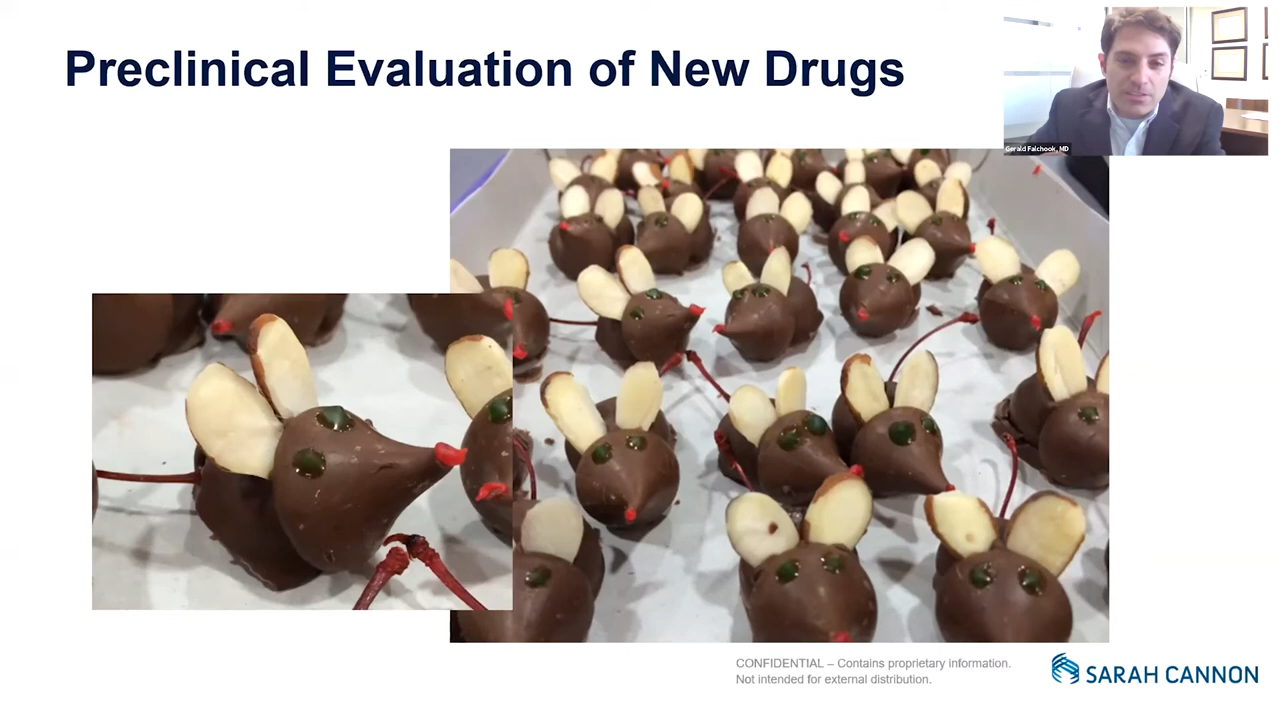 Preclinical Evaluation of New Drugs
Gerald Falchook, MD
CONFIDENTIAL – Contains proprietary information.
Not intended for external distribution.
SARAH CANNON